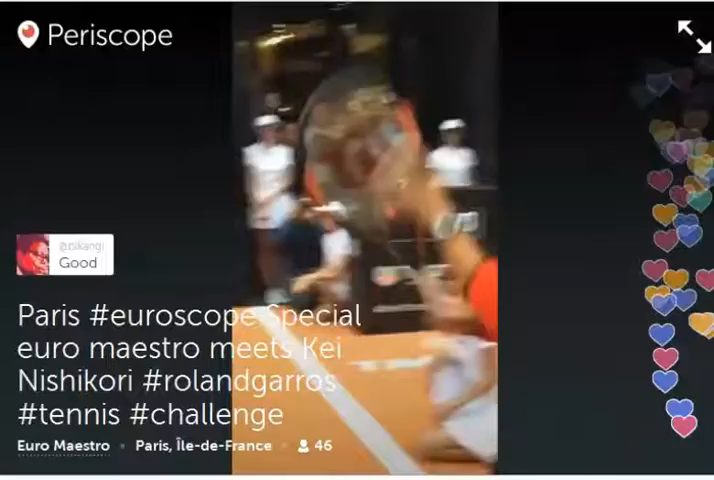 Periscope
@zikangi
Good
Paris #euroscope Special
euro maestro meets Kei
Nishikori #rolandgarros
#tennis #challenge
Euro Maestro • Paris, Île-de-France • 46